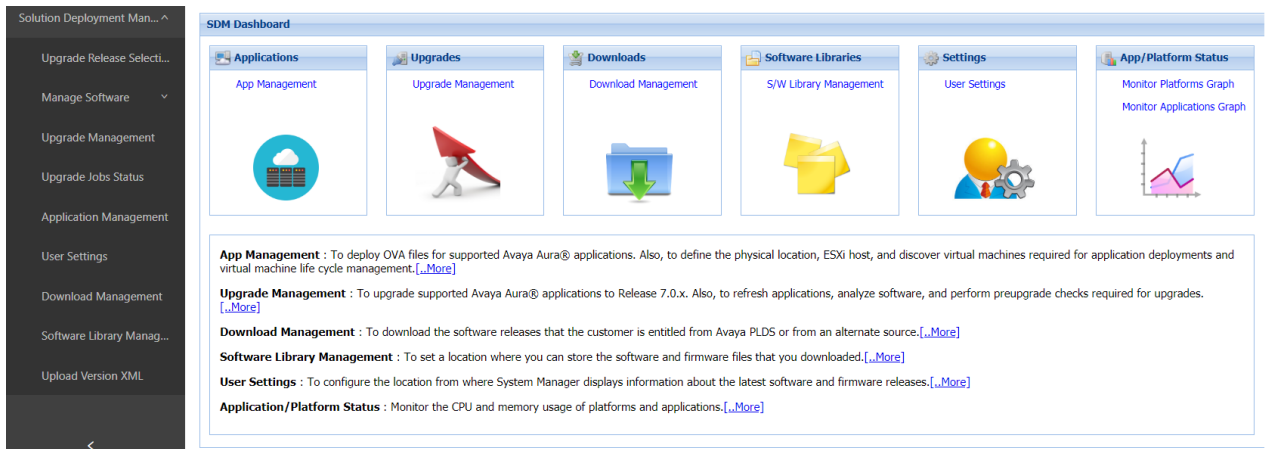 Solution Deployment Man...
Upgrade Release Selecti...
Manage Software
Upgrade Management
Upgrade Jobs Status
Application Management
User Settings
Download Management
Software Library Manag...
Upload Version XML
SDM Dashboard
Applications
App Management
Upgrades
Upgrade Management
Downloads
Download Management
Software Libraries
S/W Library Management
Settings
User Settings
App/Platform Status
Monitor Platforms Graph
Monitor Applications Graph
App Management : To deploy OVA files for supported Avaya Aura® applications. Also, to define the physical location, ESXi host, and discover virtual machines required for application deployments and
virtual machine life cycle management.[..More]
Upgrade Management : To upgrade supported Avaya Aura® applications to Release 7.0.x. Also, to refresh applications, analyze software, and perform preupgrade checks required for upgrades.
[..More]
Download Management : To download the software releases that the customer is entitled from Avaya PLDS or from an alternate source.[..More]
Software Library Management : To set a location where you can store the software and firmware files that you downloaded.[..More]
User Settings : To configure the location from where System Manager displays information about the latest software and firmware releases.[..More]
Application/Platform Status : Monitor the CPU and memory usage of platforms and applications.[..More]